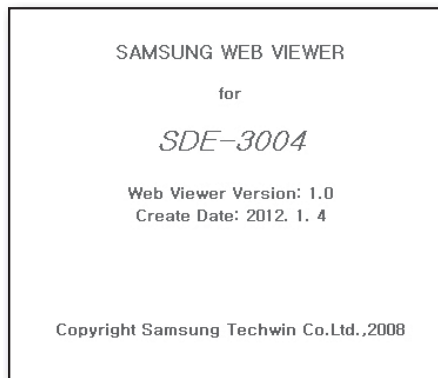 SAMSUNG WEB VIEWER
for
SDE-3004
Web Viewer Version: 1.0
Create Date: 2012. 1. 4
Copyright Samsung Techwin Co.Ltd.,2008